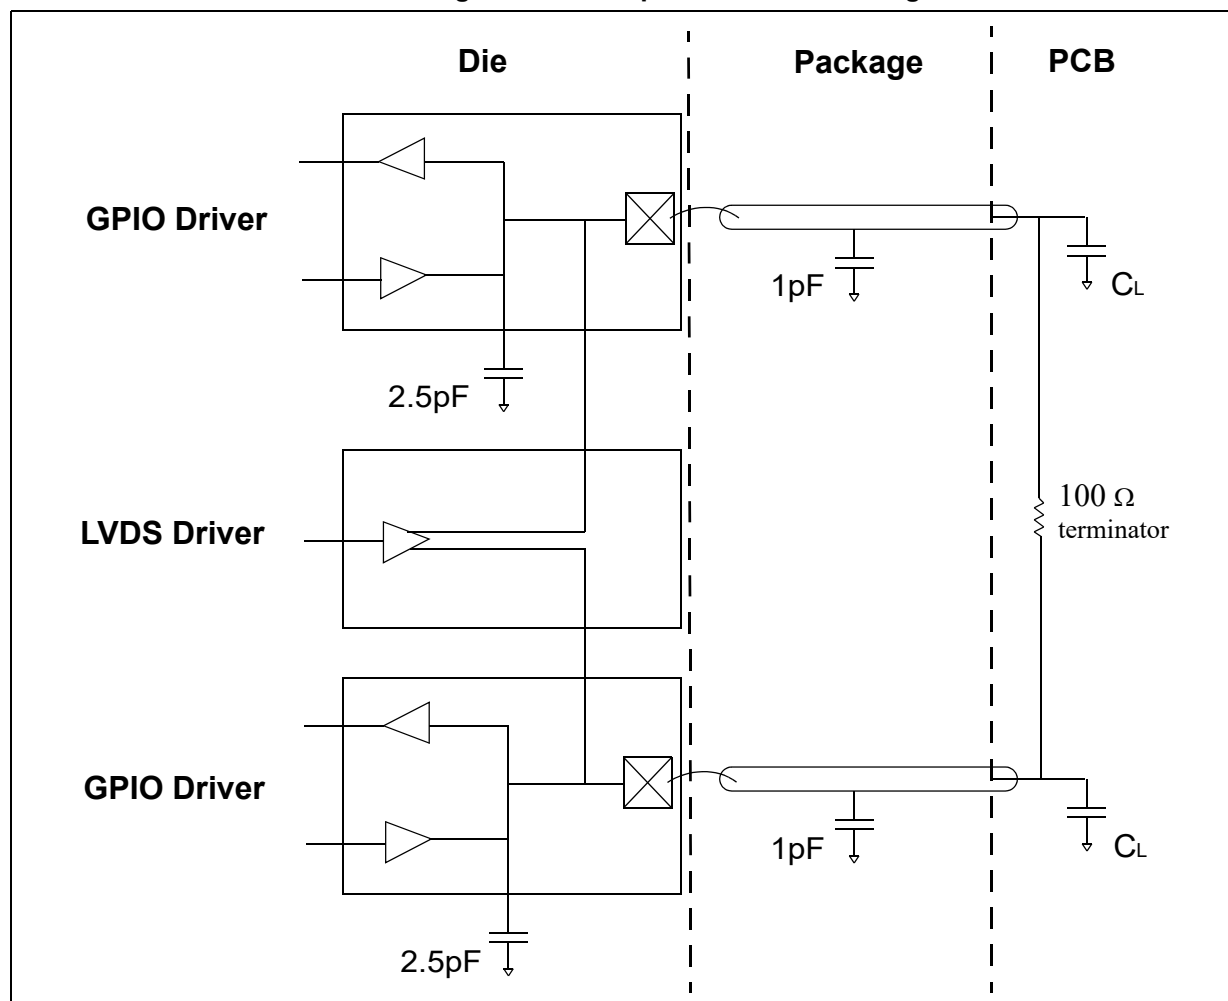 Die
Package
PCB
GPIO Driver
1pF
CL
2.5pF
LVDS Driver
100 Ω
terminator
GPIO Driver
1pF
CL
2.5pF